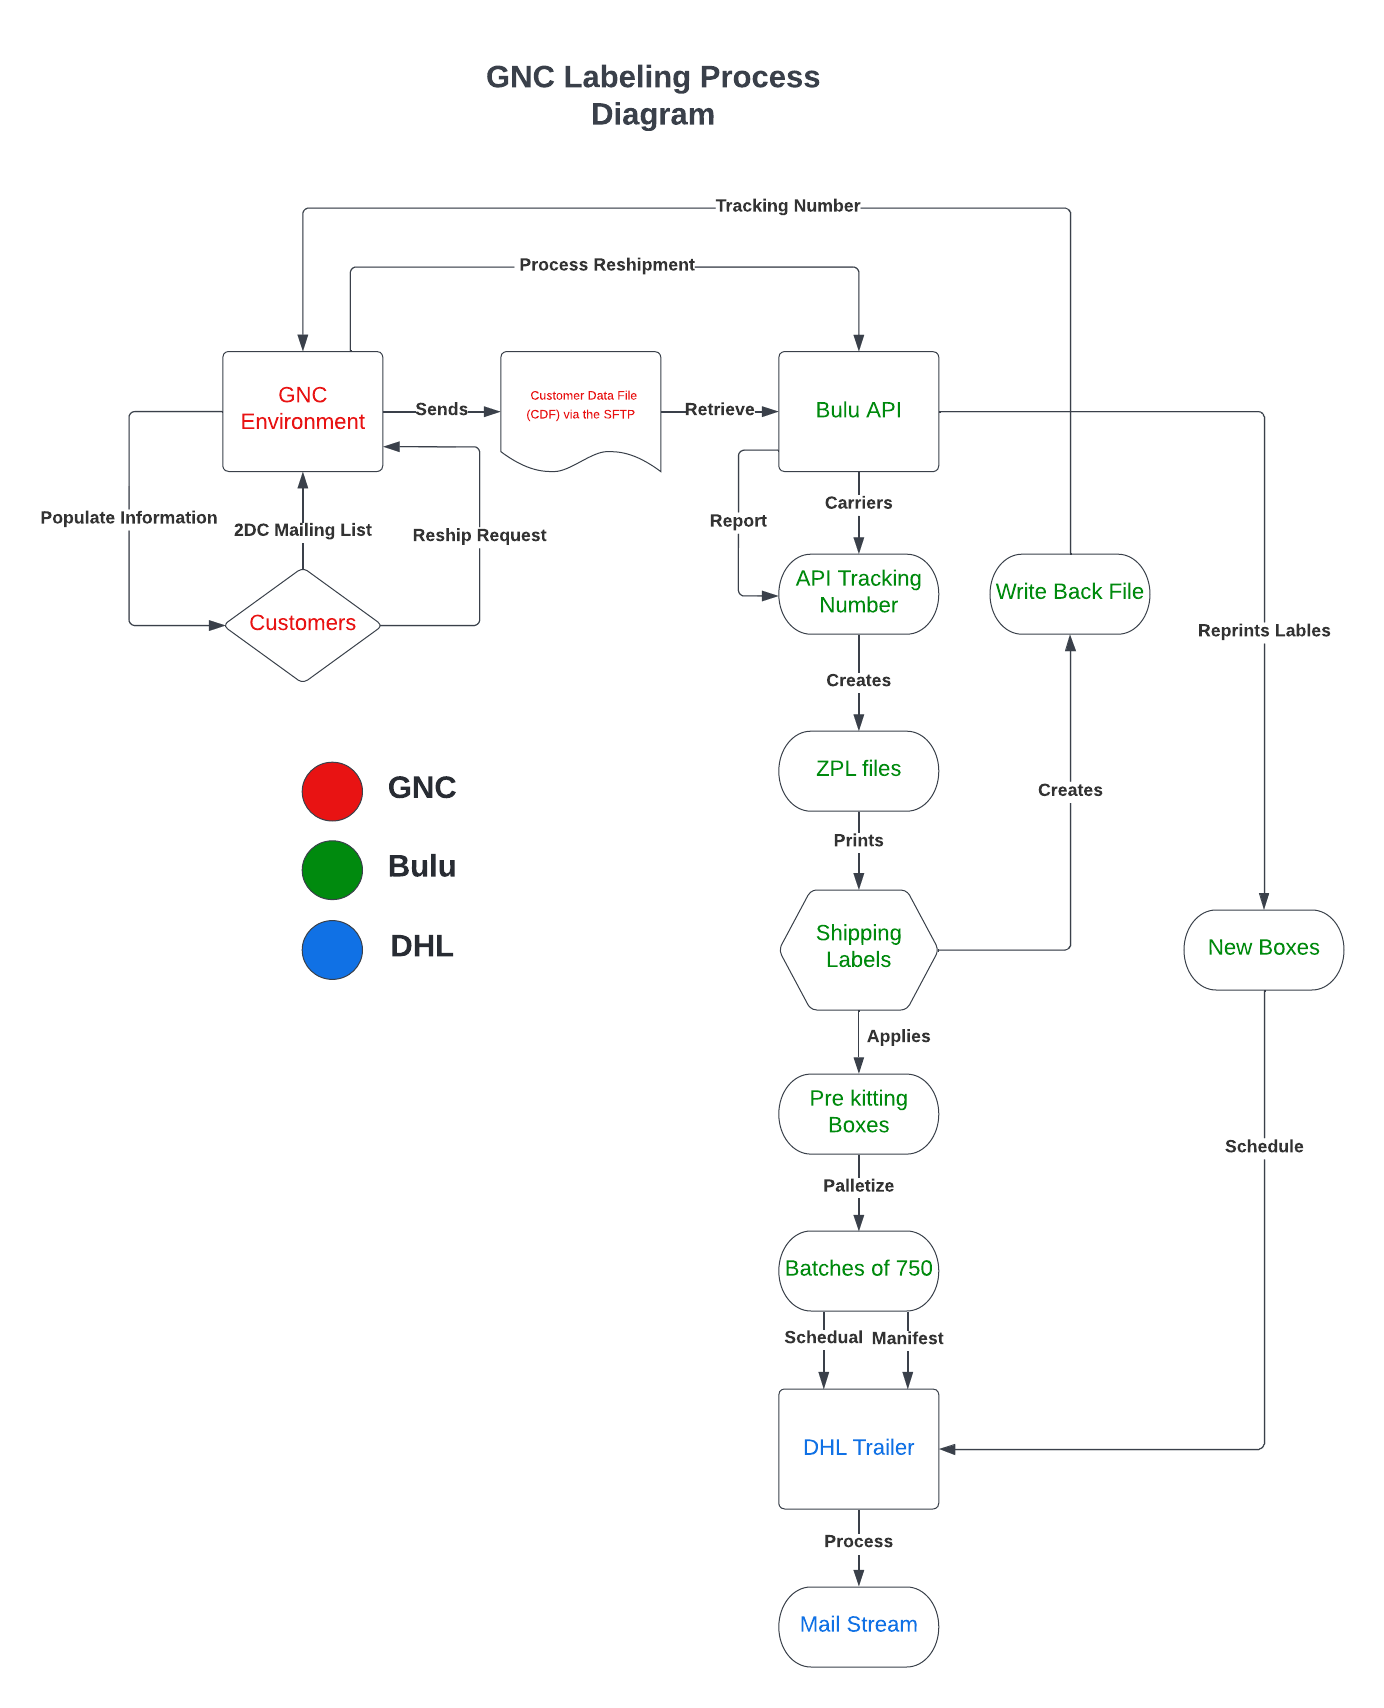 GNC Labeling Process
Diagram
Tracking Number
Process Reshipment
GNC
Environment
Sends
Customer Data File
(CDF) via the SFTP
Retrieve
Bulu API
Populate Information
2DC Mailing List
Reship Request
Report
Carriers
Customers
API Tracking
Number
Write Back File
Reprints Lables
Creates
ZPL files
GNC
Creates
Prints
Bulu
Shipping
Labels
DHL
New Boxes
Applies
Pre kitting
Boxes
Schedule
Palletize
Batches of 750
Schedual
Manifest
DHL Trailer
Process
Mail Stream